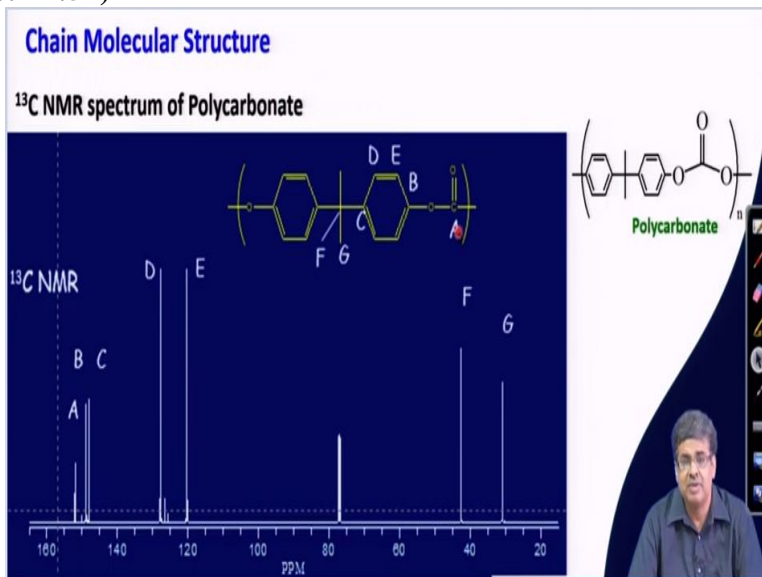 Chain Molecular Structure
¹³C NMR spectrum of Polycarbonate
D E
B
C
A
F G
O
O
O
O
O
n
Polycarbonate
¹³C NMR
D
E
B C
A
F
G
160 140 120 100 80 60 40 20
PPM